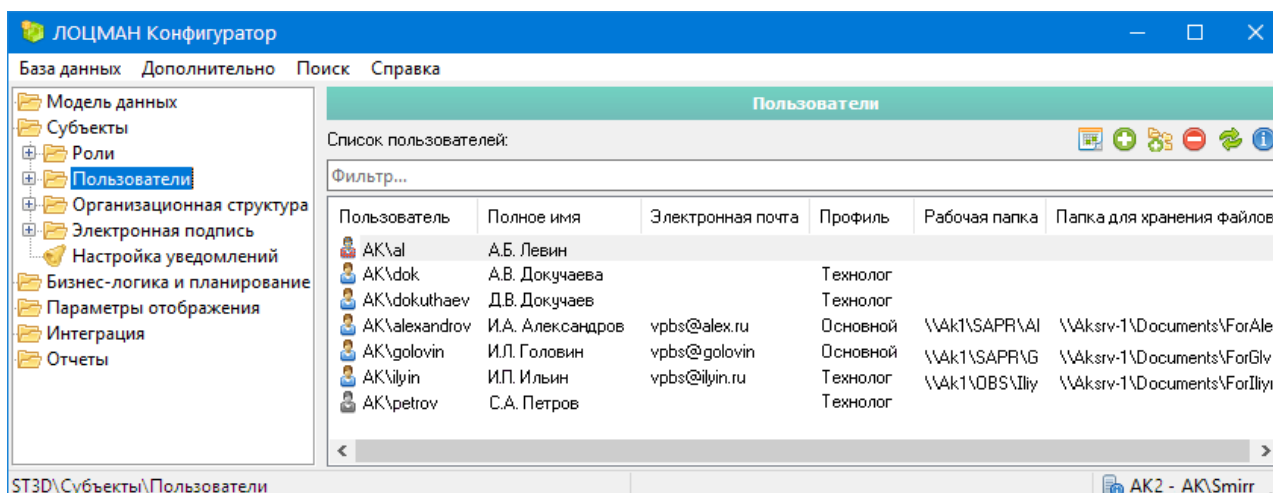 ЛОЦМАН Конфигуратор
База данных Дополнительно Поиск Справка
Модель данных
Субъекты
Роли
Пользователи
Организационная структура
Электронная подпись
Настройка уведомлений
Бизнес-логика и планирование
Параметры отображения
Интеграция
Отчеты
Пользователи
Список пользователей:
Фильтр...
Пользователь Полное имя Электронная почта Профиль Рабочая папка Папка для хранения файлов
AK\al А.Б. Левин
AK\dok А.В. Докучаева Технолог
AK\dokuthaev Д.В. Докучаев Технолог
AK\alexandrov И.А. Александров vpbs@alex.ru Основной \\Ak1\SAPR\Al \\Aksrv-1\Documents\ForAle
AK\golovin И.Л. Головин vpbs@golovin Основной \\Ak1\SAPR\G \\Aksrv-1\Documents\ForGlv
AK\ilyin И.П. Ильин vpbs@ilyin.ru Технолог \\Ak1\OBS\Iliy \\Aksrv-1\Documents\ForIliyi
AK\petrov С.А. Петров Технолог
ST3D\Субъекты\Пользователи
AK2 - AK\Smirr